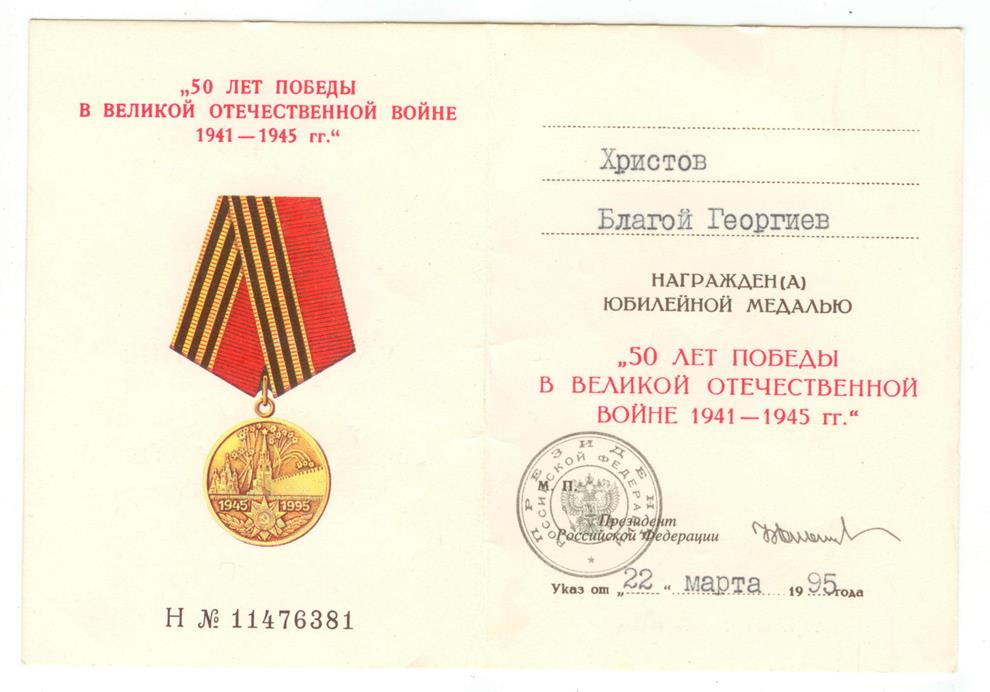 „50 ЛЕТ ПОБЕДЫ
В ВЕЛИКОЙ ОТЕЧЕСТВЕННОЙ ВОЙНЕ
1941—1945 гг.“
1945 1995
Н № 11476381
Христов
Благой Георгиев
НАГРАЖДЕН(А)
ЮБИЛЕЙНОЙ МЕДАЛЬЮ
„50 ЛЕТ ПОБЕДЫ
В ВЕЛИКОЙ ОТЕЧЕСТВЕННОЙ
ВОЙНЕ 1941—1945 гг.“
ПРЕЗИДЕНТ
РОССИЙСКОЙ ФЕДЕРАЦИИ
М. П.
Президент
Российской Федерации
Указ от „22“ марта 1995 года